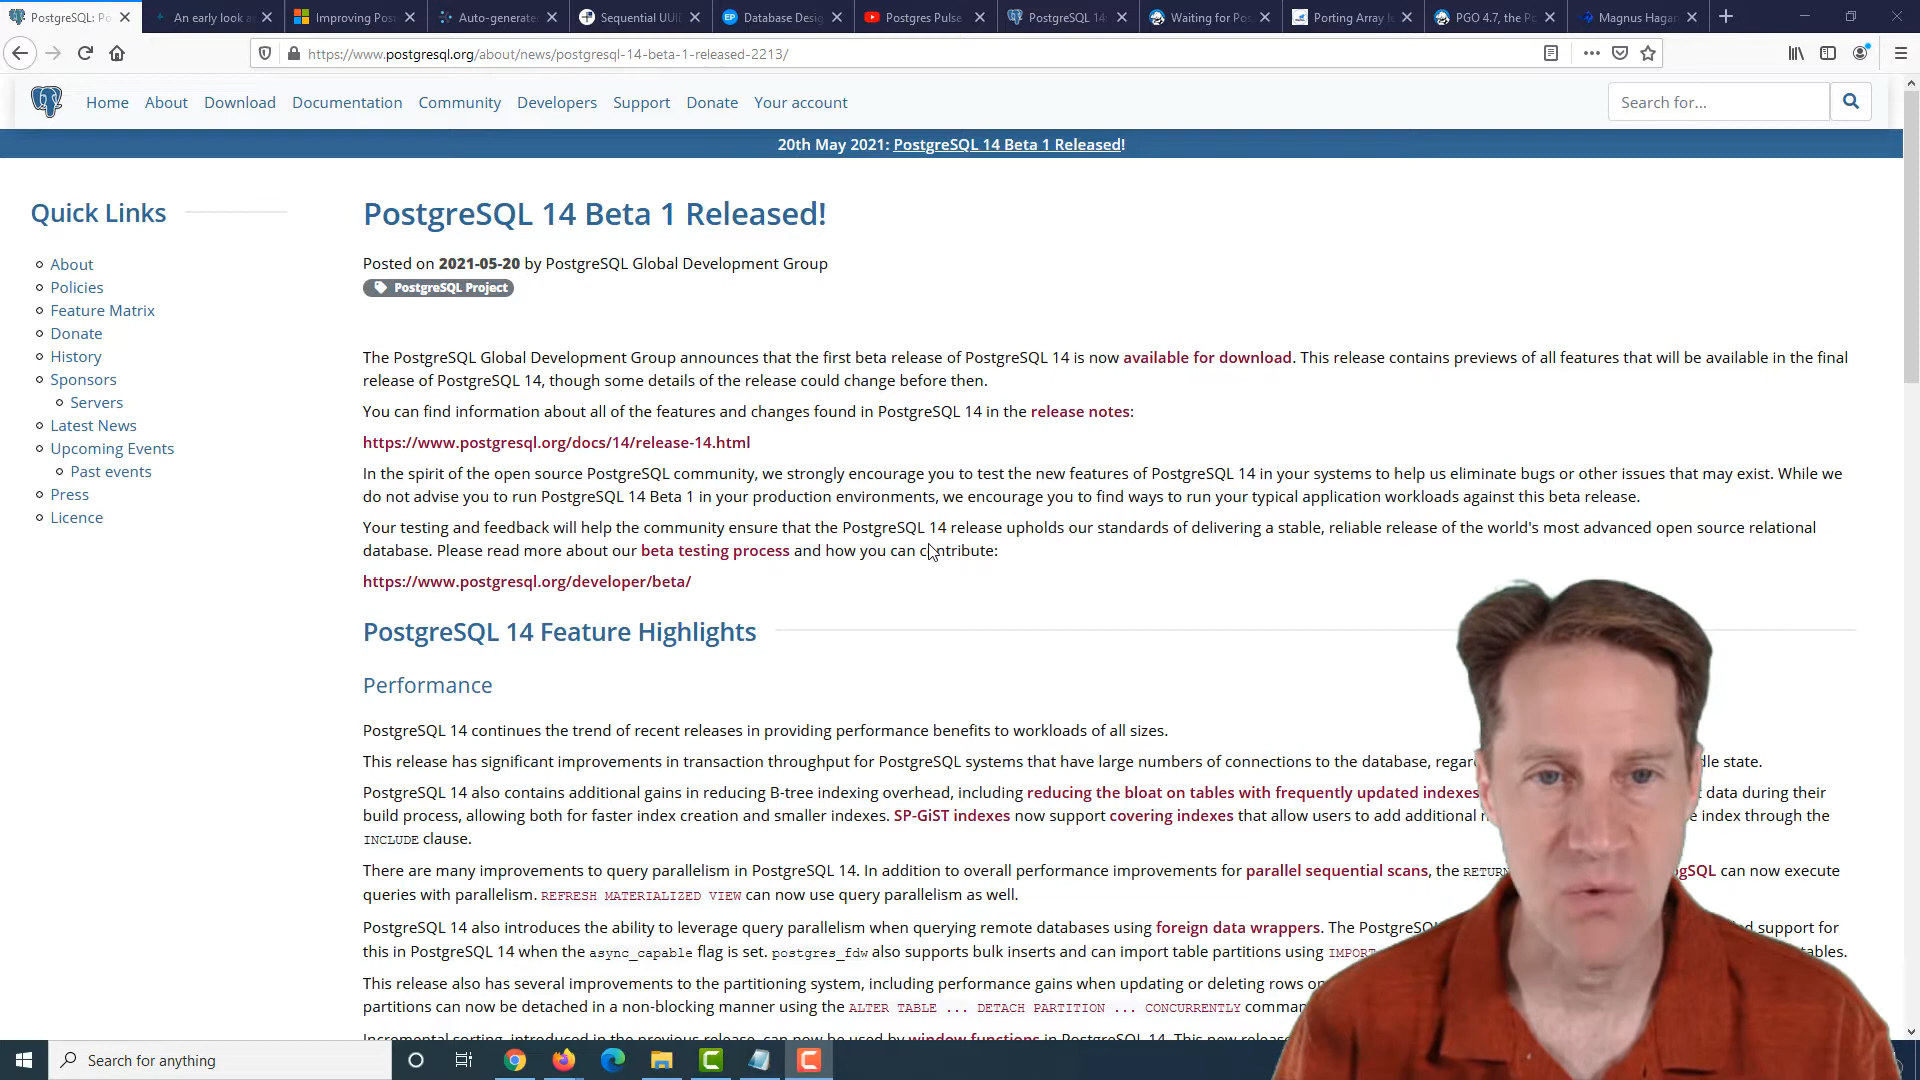 PostgreSQL: Po
An early look a
Improving Pos
Auto-generate
Sequential UUI
Database Desig
Postgres Pulse
PostgreSQL 14
Waiting for Pos
Porting Array l
PGO 4.7, the Po
Magnus Hagan
https://www.postgresql.org/about/news/postgresql-14-beta-1-released-2213/
Home About Download Documentation Community Developers Support Donate Your account
Search for...
20th May 2021: PostgreSQL 14 Beta 1 Released!
Quick Links
About
Policies
Feature Matrix
Donate
History
Sponsors
Servers
Latest News
Upcoming Events
Past events
Press
Licence
PostgreSQL 14 Beta 1 Released!
Posted on 2021-05-20 by PostgreSQL Global Development Group
PostgreSQL Project
The PostgreSQL Global Development Group announces that the first beta release of PostgreSQL 14 is now available for download. This release contains previews of all features that will be available in the final
release of PostgreSQL 14, though some details of the release could change before then.
You can find information about all of the features and changes found in PostgreSQL 14 in the release notes:
https://www.postgresql.org/docs/14/release-14.html
In the spirit of the open source PostgreSQL community, we strongly encourage you to test the new features of PostgreSQL 14 in your systems to help us eliminate bugs or other issues that may exist. While we
do not advise you to run PostgreSQL 14 Beta 1 in your production environments, we encourage you to find ways to run your typical application workloads against this beta release.
Your testing and feedback will help the community ensure that the PostgreSQL 14 release upholds our standards of delivering a stable, reliable release of the world's most advanced open source relational
database. Please read more about our beta testing process and how you can contribute:
https://www.postgresql.org/developer/beta/
PostgreSQL 14 Feature Highlights
Performance
PostgreSQL 14 continues the trend of recent releases in providing performance benefits to workloads of all sizes.
This release has significant improvements in transaction throughput for PostgreSQL systems that have large numbers of connections to the database, regar dle state.
PostgreSQL 14 also contains additional gains in reducing B-tree indexing overhead, including reducing the bloat on tables with frequently updated indexes data during their
build process, allowing both for faster index creation and smaller indexes. SP-GiST indexes now support covering indexes that allow users to add additional index through the
INCLUDE clause.
There are many improvements to query parallelism in PostgreSQL 14. In addition to overall performance improvements for parallel sequential scans, the RETURN gSQL can now execute
queries with parallelism. REFRESH MATERIALIZED VIEW can now use query parallelism as well.
PostgreSQL 14 also introduces the ability to leverage query parallelism when querying remote databases using foreign data wrappers. The PostgreSQL support for
this in PostgreSQL 14 when the async_capable flag is set. postgres_fdw also supports bulk inserts and can import table partitions using IMPORT tables.
This release also has several improvements to the partitioning system, including performance gains when updating or deleting rows on
partitions can now be detached in a non-blocking manner using the ALTER TABLE ... DETACH PARTITION ... CONCURRENTLY comman
Incremental sorting, introduced in the previous release, can now be used by window functions in PostgreSQL 14. This new releas
Search for anything